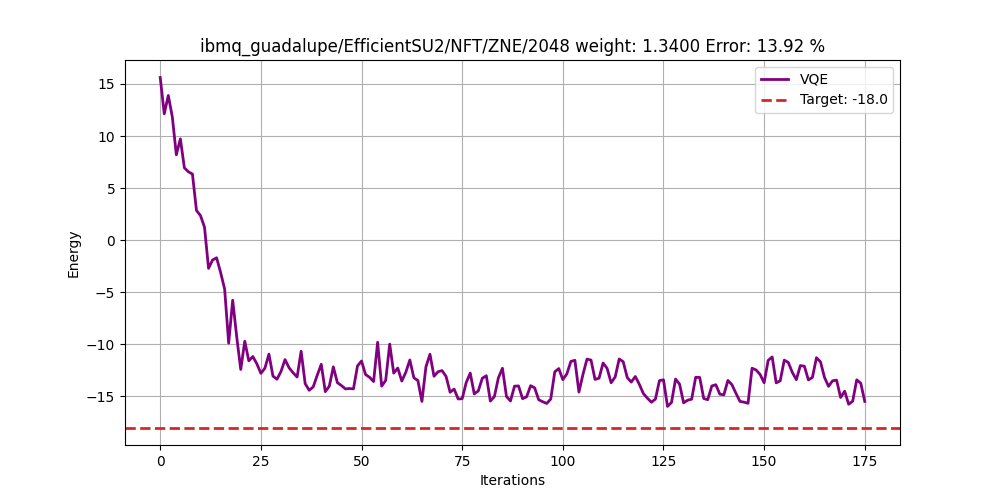 ibmq_guadalupe/EfficientSU2/NFT/ZNE/2048 weight: 1.3400 Error: 13.92 %
VQE
Target: -18.0
15
10
5
0
−5
−10
−15
Energy
0 25 50 75 100 125 150 175
Iterations